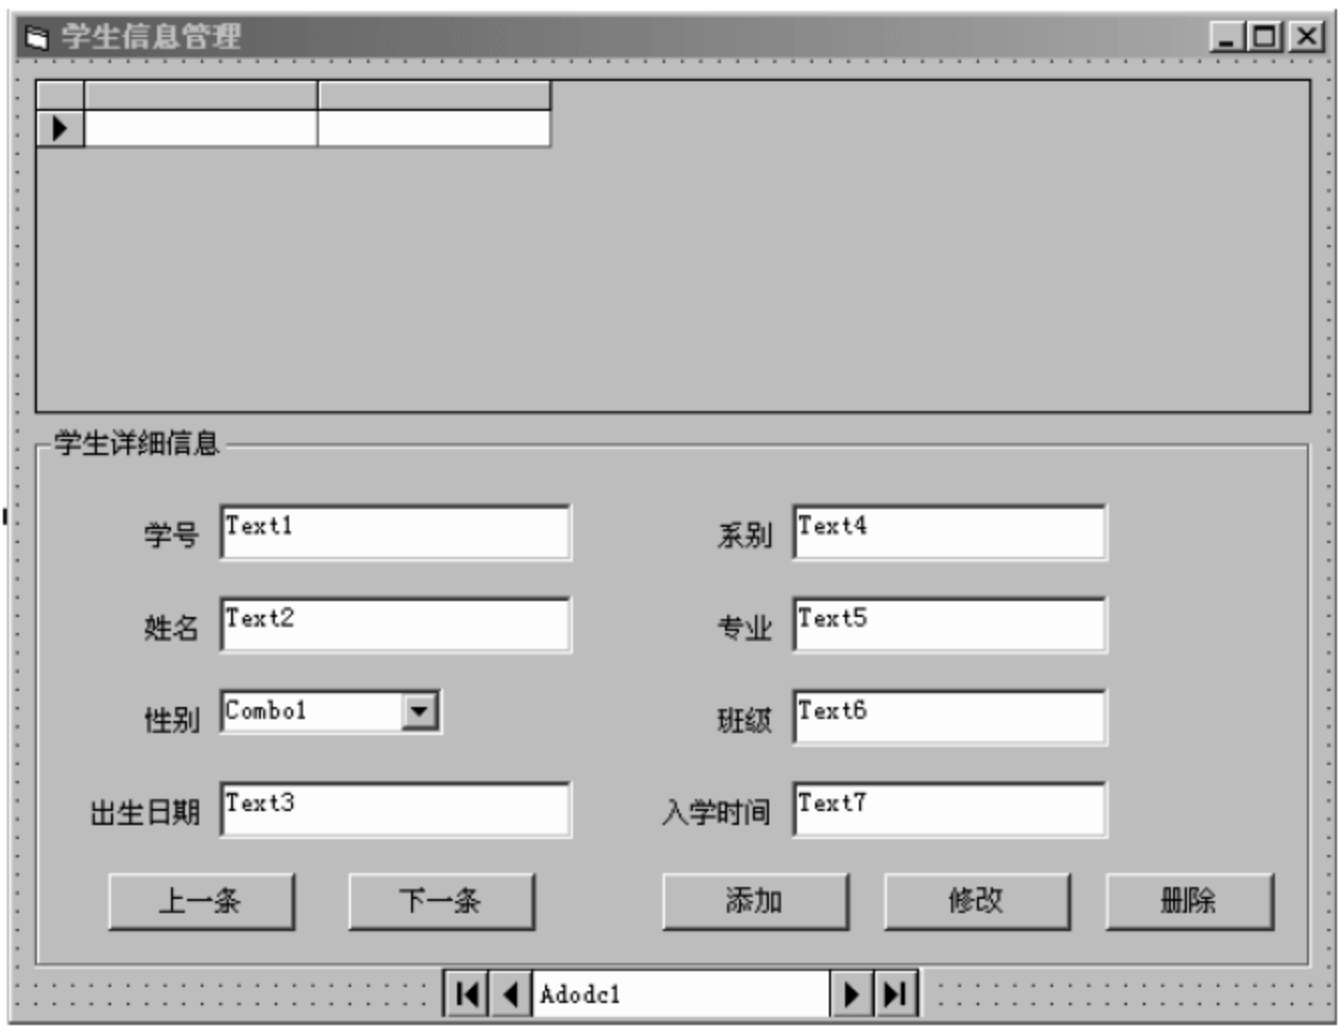 学生信息管理
学生详细信息
学号 Text1 系别 Text4
姓名 Text2 专业 Text5
性别 Combo1 班级 Text6
出生日期 Text3 入学时间 Text7
上一条 下一条 添加 修改 删除
Adodc1